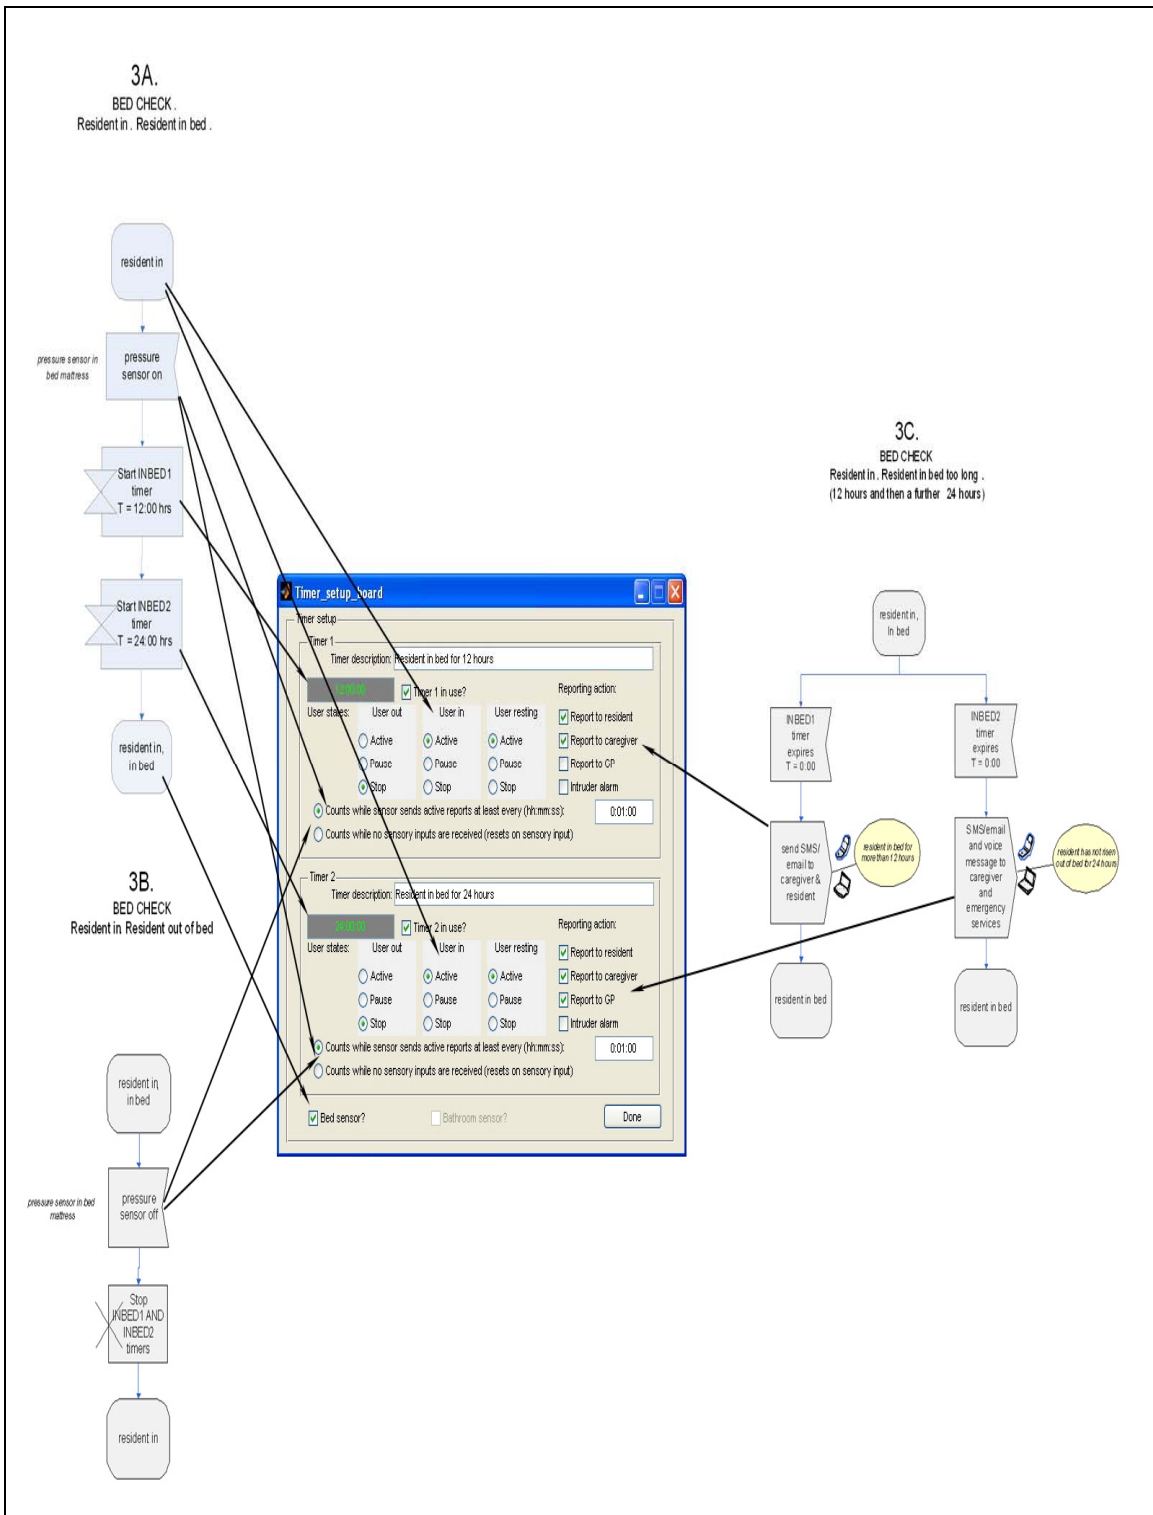 3A.
BED CHECK .
Resident in . Resident in bed .
resident in
pressure sensor in
bed mattress
pressure
sensor on
Start INBED1
timer
T = 12:00 hrs
Start INBED2
timer
T = 24:00 hrs
resident in,
in bed
3B.
BED CHECK
Resident in. Resident out of bed
resident in,
in bed
pressure sensor in bed
mattress
pressure
sensor off
Stop
INBED1 AND
INBED2
timers
resident in
Timer_setup_board
Timer setup
Timer 1
Timer description: Resident in bed for 12 hours
12:00:00 Timer 1 in use? Reporting action:
User states: User out User in User resting Report to resident
Active Active Active Report to caregiver
Pause Pause Pause Report to GP
Stop Stop Stop Intruder alarm
Counts while sensor sends active reports at least every (hh:mm:ss): 0:01:00
Counts while no sensory inputs are received (resets on sensory input)
Timer 2
Timer description: Resident in bed for 24 hours
24:00:00 Timer 2 in use? Reporting action:
User states: User out User in User resting Report to resident
Active Active Active Report to caregiver
Pause Pause Pause Report to GP
Stop Stop Stop Intruder alarm
Counts while sensor sends active reports at least every (hh:mm:ss): 0:01:00
Counts while no sensory inputs are received (resets on sensory input)
Bed sensor? Bathroom sensor? Done
3C.
BED CHECK
Resident in . Resident in bed too long .
(12 hours and then a further 24 hours)
resident in,
In bed
INBED1
timer
expires
T = 0:00
send SMS/
email to
caregiver &
resident
resident in bed for
more than 12 hours
resident in bed
INBED2
timer
expires
T = 0:00
SMS/email
and voice
message to
caregiver
and
emergency
services
resident has not risen
out of bed for 24 hours
resident in bed